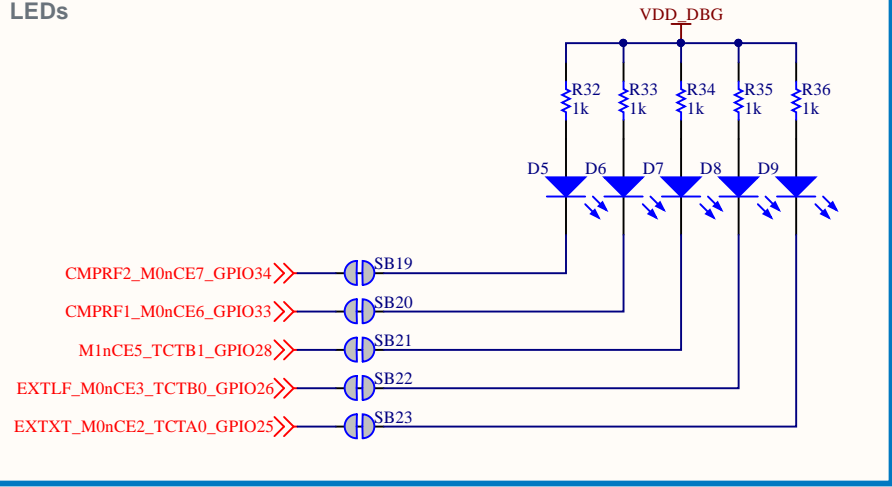 LEDs
VDD_DBG
R32 R33 R34 R35 R36
1k 1k 1k 1k 1k
D5 D6 D7 D8 D9
CMPRF2_M0nCE7_GPIO34 SB19
CMPRF1_M0nCE6_GPIO33 SB20
M1nCE5_TCTB1_GPIO28 SB21
EXTLF_M0nCE3_TCTB0_GPIO26 SB22
EXTXT_M0nCE2_TCTA0_GPIO25 SB23